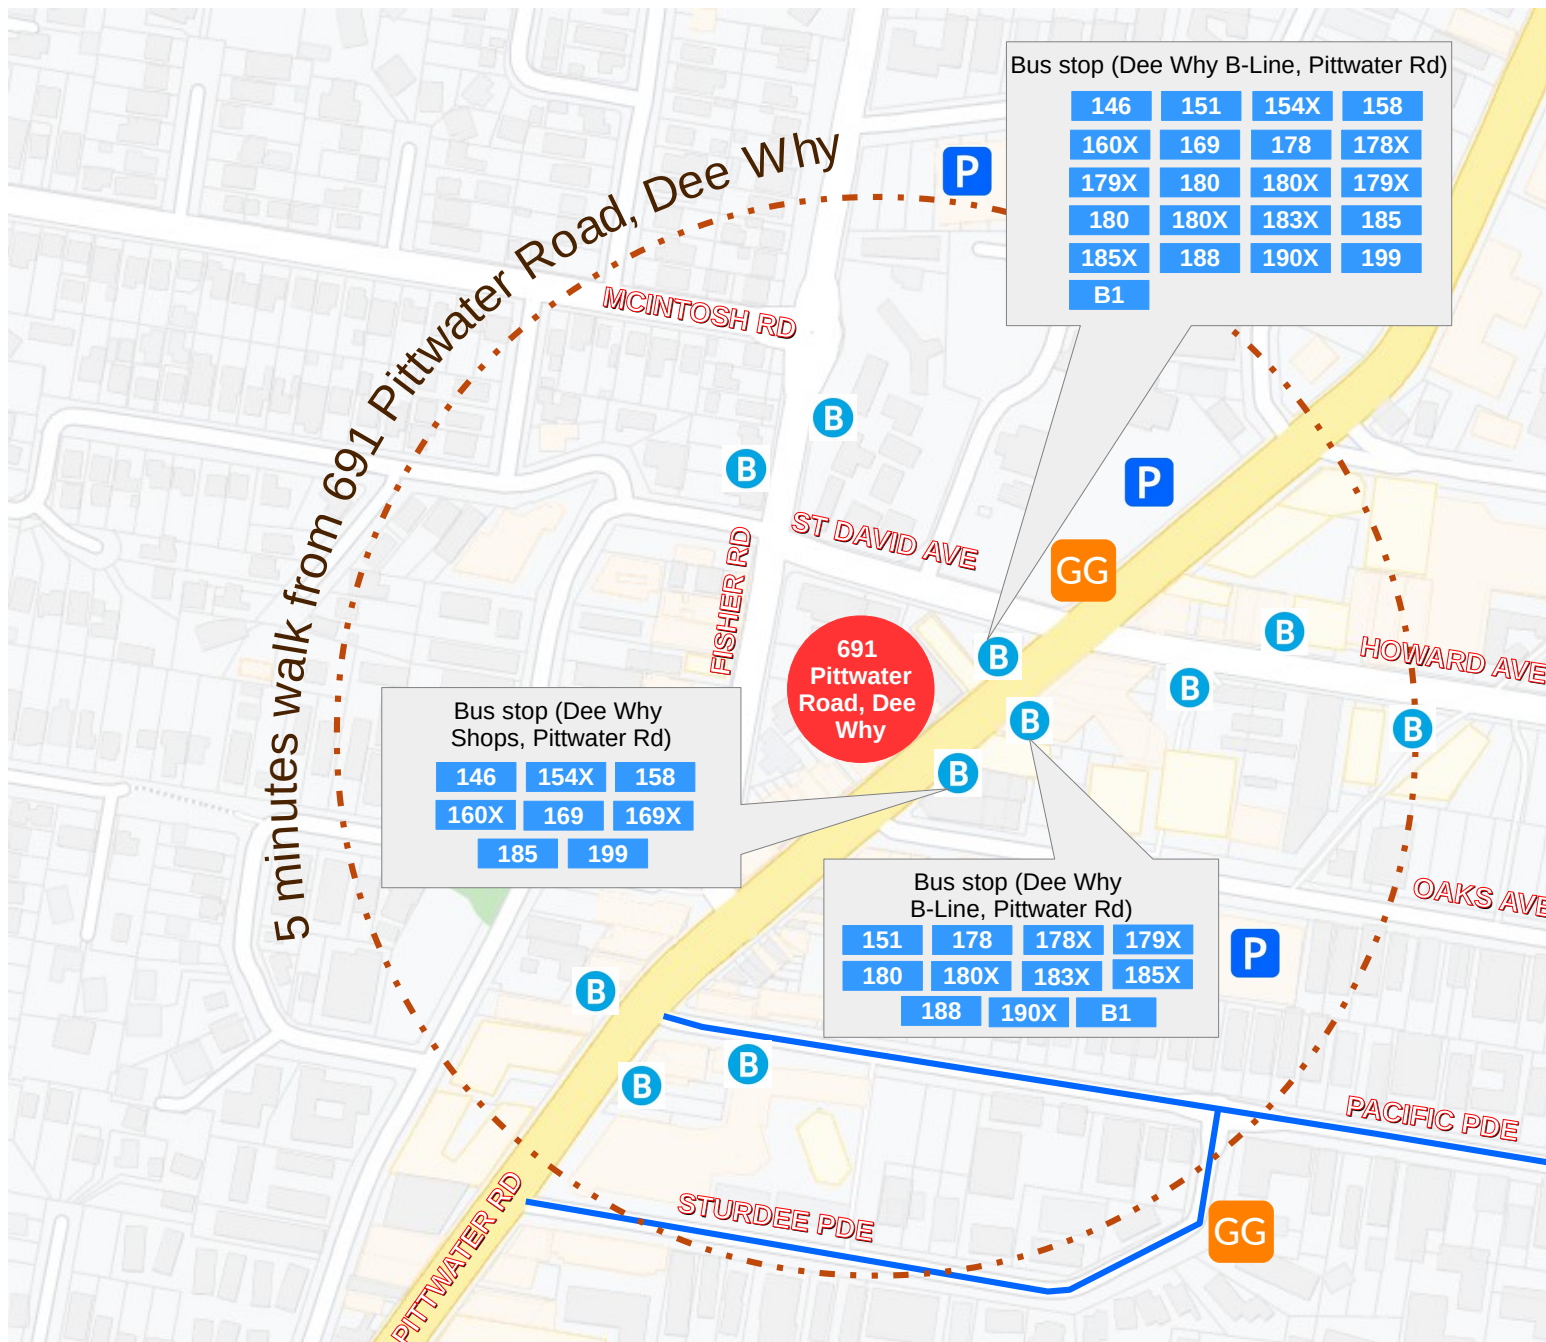 Bus stop (Dee Why B-Line, Pittwater Rd)
146 151 154X 158
160X 169 178 178X
179X 180 180X 179X
180 180X 183X 185
185X 188 190X 199
B1
P
5 minutes walk from 691 Pittwater Road, Dee Why
MCINTOSH RD
B
B
P
ST DAVID AVE
GG
FISHER RD
691
Pittwater
Road, Dee
Why
B
B
HOWARD AVE
B
B
B
B
Bus stop (Dee Why
Shops, Pittwater Rd)
146 154X 158
160X 169 169X
185 199
Bus stop (Dee Why
B-Line, Pittwater Rd)
151 178 178X 179X
180 180X 183X 185X
188 190X B1
OAKS AVE
P
B
B
B
PACIFIC PDE
STURDEE PDE
GG
PITTWATER RD